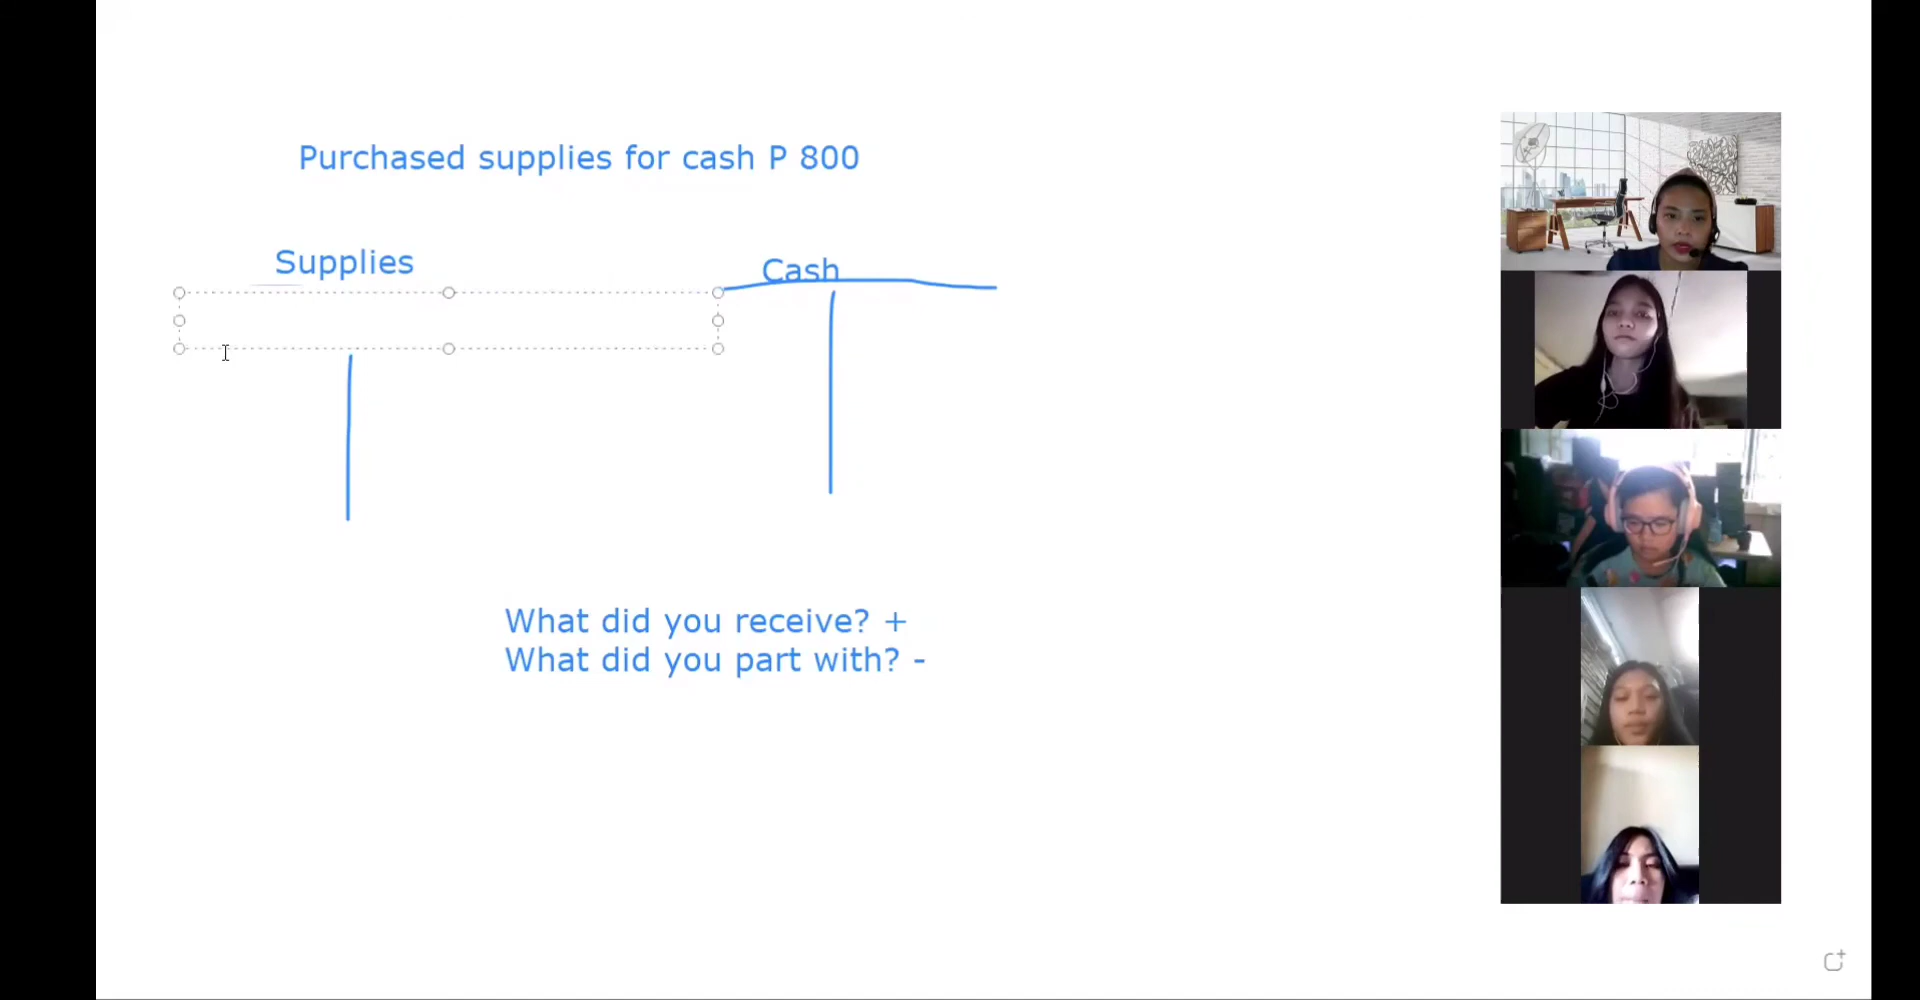 Purchased supplies for cash P 800
Supplies
Cash
What did you receive? +
What did you part with? -